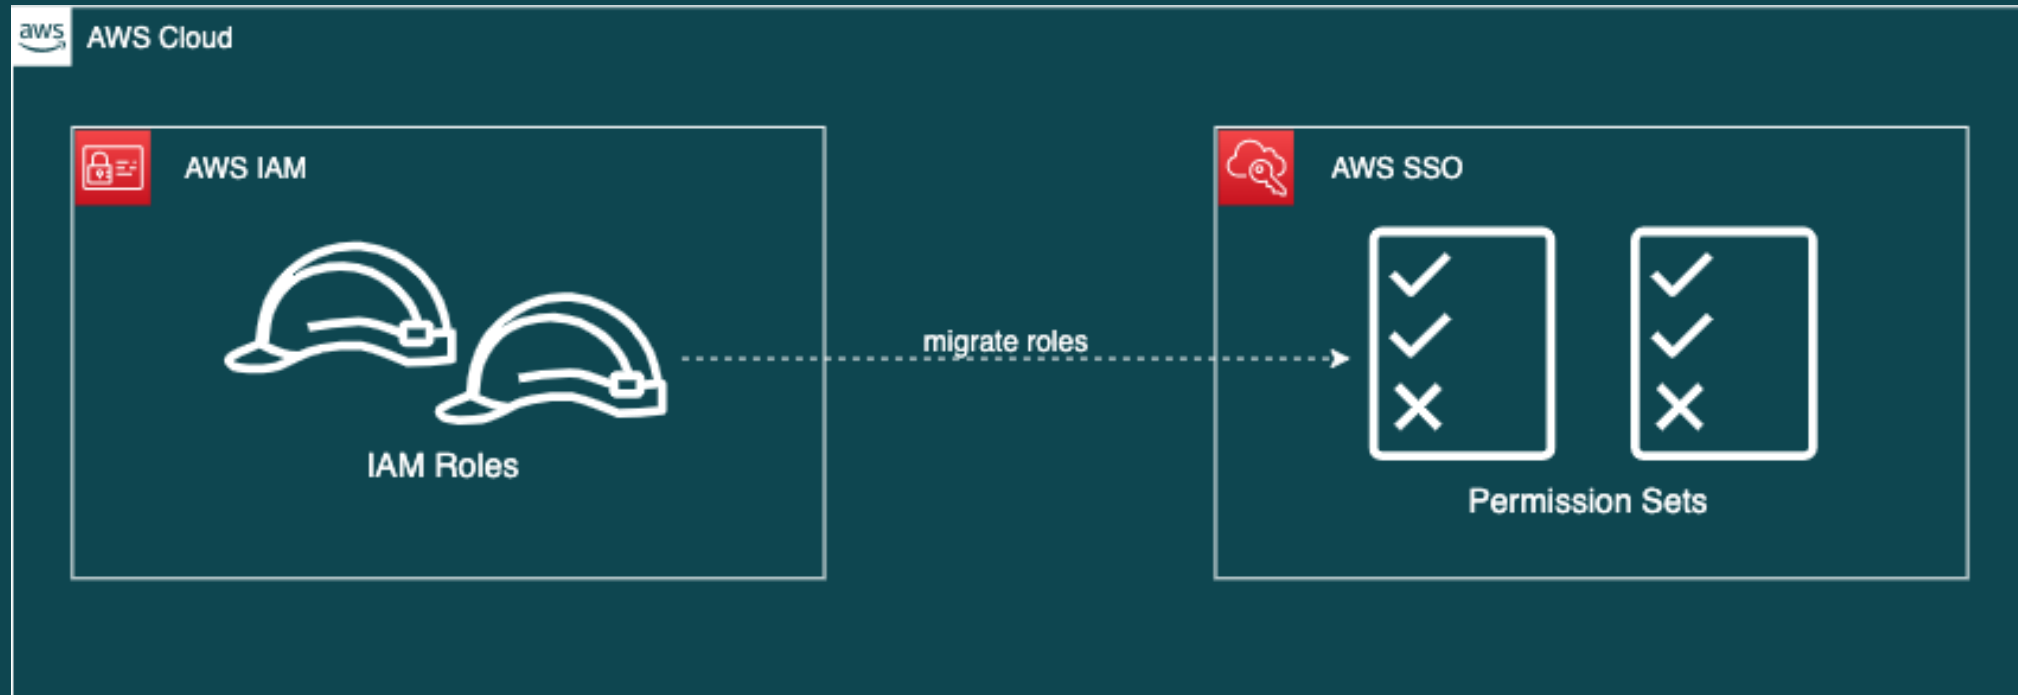 aws
AWS Cloud
AWS IAM
AWS SSO
migrate roles
IAM Roles
Permission Sets